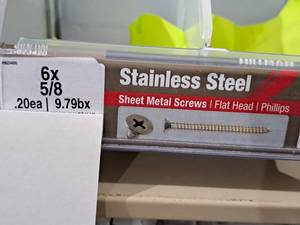 6x
5/8
.20ea | 9.79bx
Stainless Steel
Sheet Metal Screws | Flat Head | Phillips